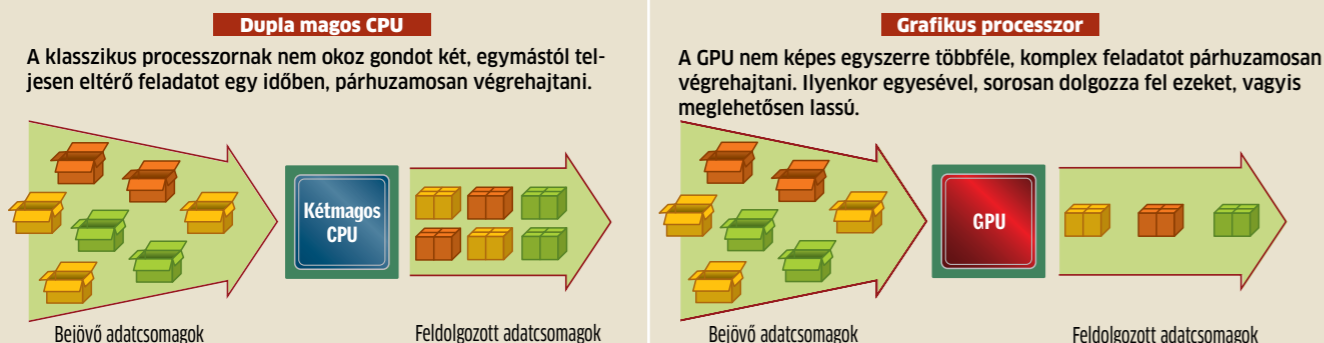 Dupla magos CPU
A klasszikus processzornak nem okoz gondot két, egymástól tel-
jesen eltérő feladatot egy időben, párhuzamosan végrehajtani.
Kétmagos
CPU
Bejövő adatcsomagok
Feldolgozott adatcsomagok
Grafikus processzor
A GPU nem képes egyszerre többféle, komplex feladatot párhuzamosan
végrehajtani. Ilyenkor egyesével, sorosan dolgozza fel ezeket, vagyis
meglehetősen lassú.
GPU
Bejövő adatcsomagok
Feldolgozott adatcsomagok